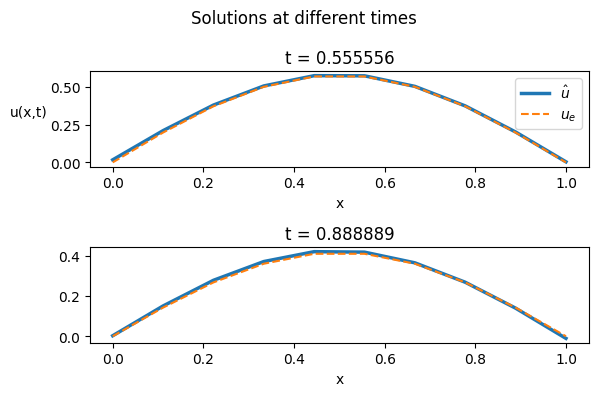 Solutions at different times
t = 0.555556
u(x,t)
0.50
0.25
0.00
û
u_e
0.0 0.2 0.4 0.6 0.8 1.0
x
t = 0.888889
0.4
0.2
0.0
0.0 0.2 0.4 0.6 0.8 1.0
x